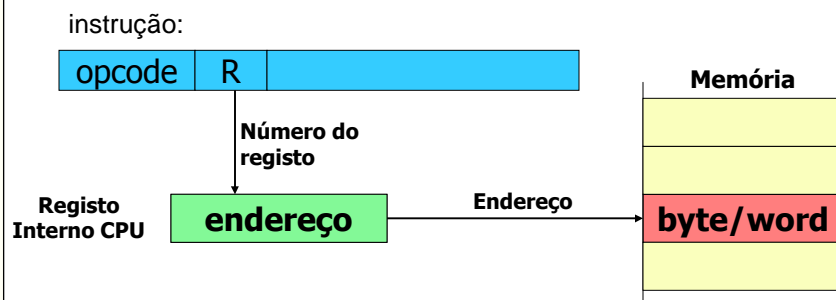 instrução:
opcode R
Memória
Número do
registo
Registo
Interno CPU
endereço
Endereço
byte/word